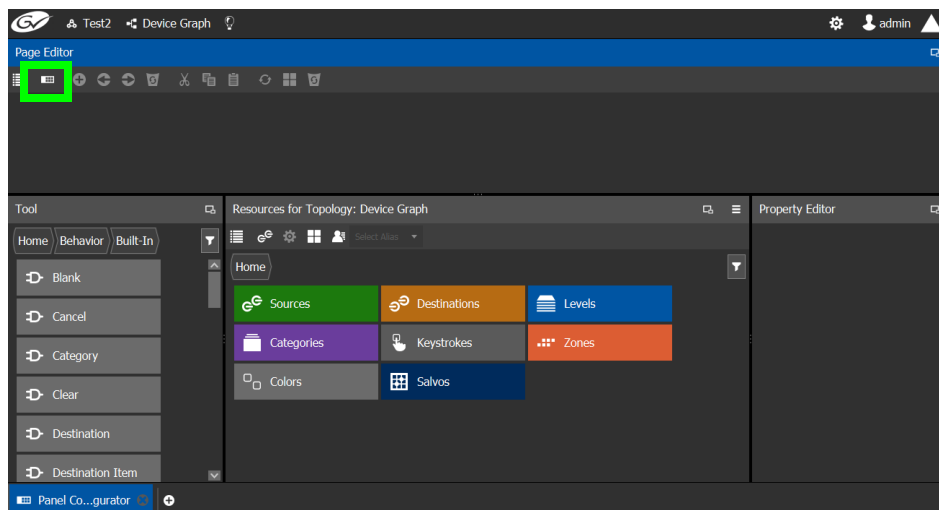 GV Test2 Device Graph admin
Page Editor
Tool
Home Behavior Built-In
Blank
Cancel
Category
Clear
Destination
Destination Item
Resources for Topology: Device Graph
Select Alias
Home
Sources Destinations Levels
Categories Keystrokes Zones
Colors Salvos
Property Editor
Panel Co...gurator